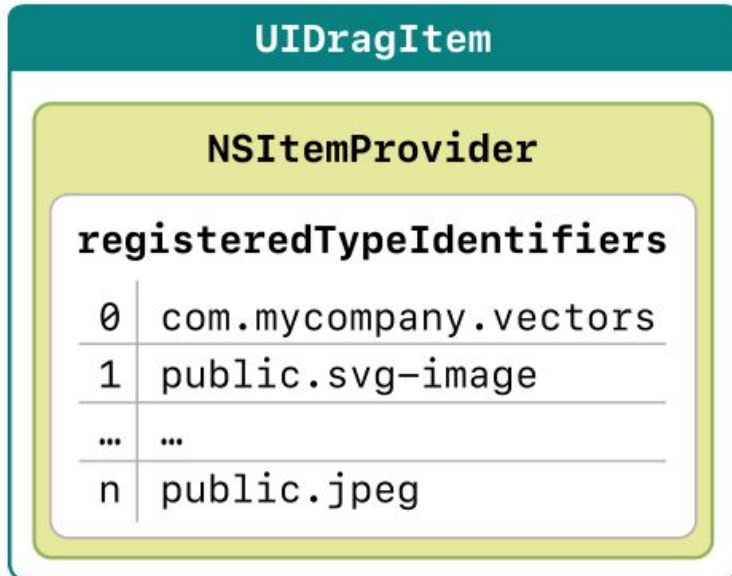 UIDragItem
NSItemProvider
registeredTypeIdentifiers
0 com.mycompany.vectors
1 public.svg-image
… …
n public.jpeg